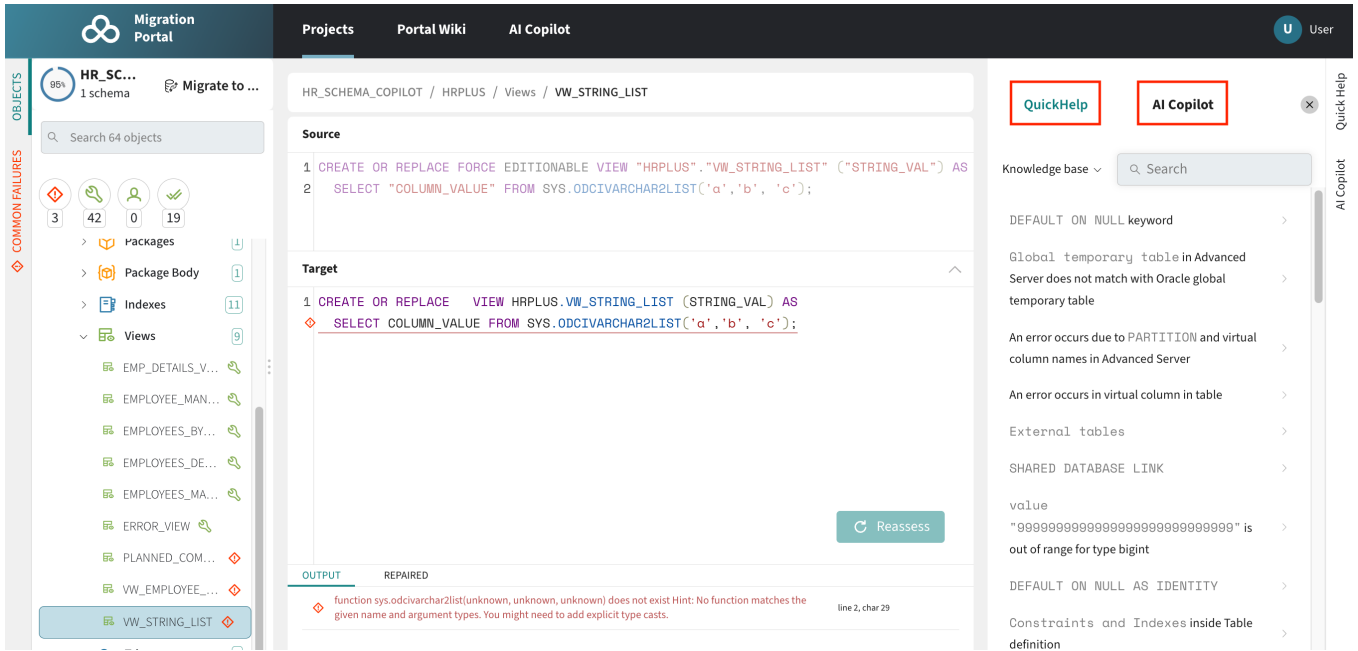 Migration
Portal
Projects
Portal Wiki
AI Copilot
U
User
OBJECTS
COMMON FAILURES
95%
HR_SC...
1 schema
Migrate to ...
Search 64 objects
3
42
0
19
Packages
1
Package Body
1
Indexes
11
Views
9
EMP_DETAILS_V...
EMPLOYEE_MAN...
EMPLOYEES_BY...
EMPLOYEES_DE...
EMPLOYEES_MA...
ERROR_VIEW
PLANNED_COM...
VW_EMPLOYEE_...
VW_STRING_LIST
HR_SCHEMA_COPILOT / HRPLUS / Views / VW_STRING_LIST
Source
1 CREATE OR REPLACE FORCE EDITIONABLE VIEW "HRPLUS"."VW_STRING_LIST" ("STRING_VAL") AS
2 SELECT "COLUMN_VALUE" FROM SYS.ODCIVARCHAR2LIST('a','b', 'c');
Target
1 CREATE OR REPLACE   VIEW HRPLUS.VW_STRING_LIST (STRING_VAL) AS
SELECT COLUMN_VALUE FROM SYS.ODCIVARCHAR2LIST('a','b', 'c');
Reassess
OUTPUT
REPAIRED
function sys.odcivarchar2list(unknown, unknown, unknown) does not exist Hint: No function matches the
given name and argument types. You might need to add explicit type casts.
line 2, char 29
QuickHelp
AI Copilot
Knowledge base
Search
DEFAULT ON NULL keyword
Global temporary table in Advanced
Server does not match with Oracle global
temporary table
An error occurs due to PARTITION and virtual
column names in Advanced Server
An error occurs in virtual column in table
External tables
SHARED DATABASE LINK
value
"9999999999999999999999999999" is
out of range for type bigint
DEFAULT ON NULL AS IDENTITY
Constraints and Indexes inside Table
definition
Quick Help
AI Copilot